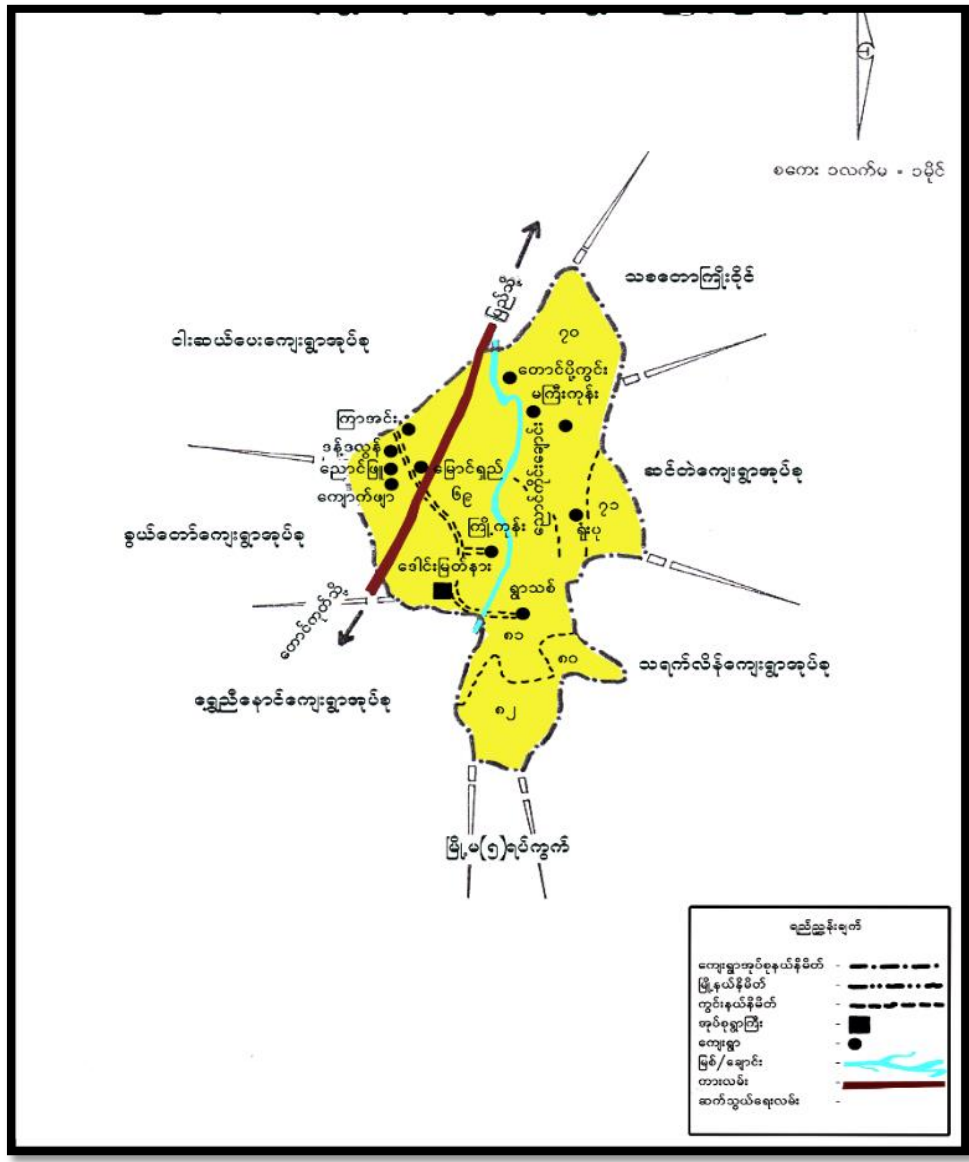 စကေး ၁လက်မ = ၁မိုင်
သစတောကြိုးဝိုင်
ပြည်သို့
၇၀
ငါးဆယ်ပေးကျေးရွာအုပ်စု
တောင်ပို့ကွင်း
မကြီးကုန်း
ကြာအင်း
ဒန့်ဒလွန်
ညောင်ဖြူ
မြောင်ရှည်
ကျောက်ဖျာ
၆၉
ဆင်တဲကျေးရွာအုပ်စု
၇၁
ရိုးပု
ခွယ်တော်ကျေးရွာအုပ်စု
ကြို့ကုန်း
ဒေါင်းမြတ်နား
ရွာသစ်
၈၁
၈၀
သရက်လိန်ကျေးရွာအုပ်စု
ရွှေညီနောင်ကျေးရွာအုပ်စု
၈၂
မြို့မ(၅)ရပ်ကွက်
ရည်ညွှန်းချက်
ကျေးရွာအုပ်စုနယ်နိမိတ် -
မြို့နယ်နိမိတ် -
ကွင်းနယ်နိမိတ် -
အုပ်စုရွာကြီး -
ကျေးရွာ -
မြစ်/ချောင်း -
ကားလမ်း -
ဆက်သွယ်ရေးလမ်း -